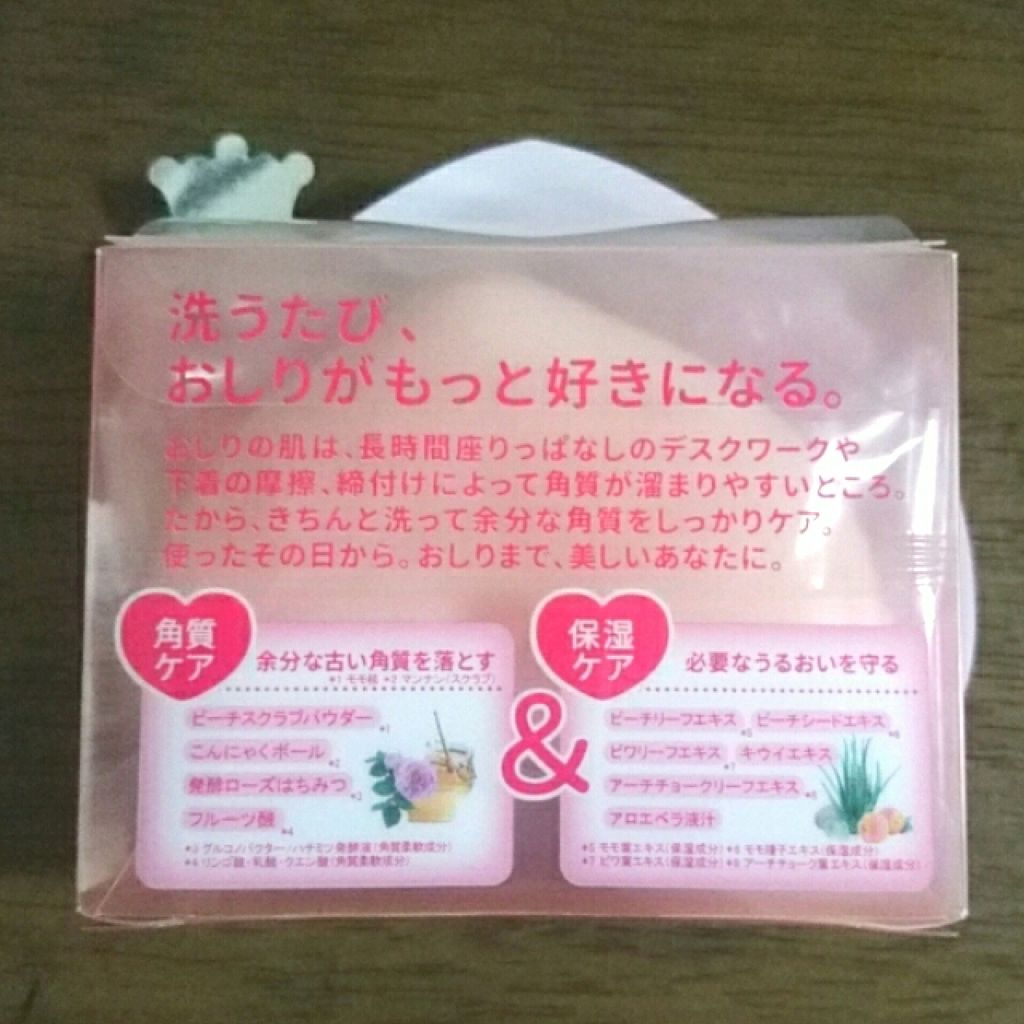 洗うたび、
おしりがもっと好きになる。
おしりの肌は、長時間座りっぱなしのデスクワークや
下着の摩擦、締付けによって角質が溜まりやすいところ。
だから、きちんと洗って余分な角質をしっかりケア。
使ったその日から。おしりまで、美しいあなたに。
角質
ケア
余分な古い角質を落とす
*1 モモ核 *2 マンナン(スクラブ)
ピーチスクラブパウダー *1
こんにゃくボール *2
発酵ローズはちみつ *3
フルーツ酸 *4
*3 グルコノバクター/ハチミツ発酵液(角質柔軟成分)
*4 リンゴ酸・乳酸・クエン酸(角質柔軟成分)
&
保湿
ケア
必要なうるおいを守る
ピーチリーフエキス *5 ピーチシードエキス *6
ビワリーフエキス *7 キウイエキス
アーチチョークリーフエキス *8
アロエベラ液汁
*5 モモ葉エキス(保湿成分) *6 モモ種子エキス(保湿成分)
*7 ビワ葉エキス(保湿成分) *8 アーチチョーク葉エキス(保湿成分)